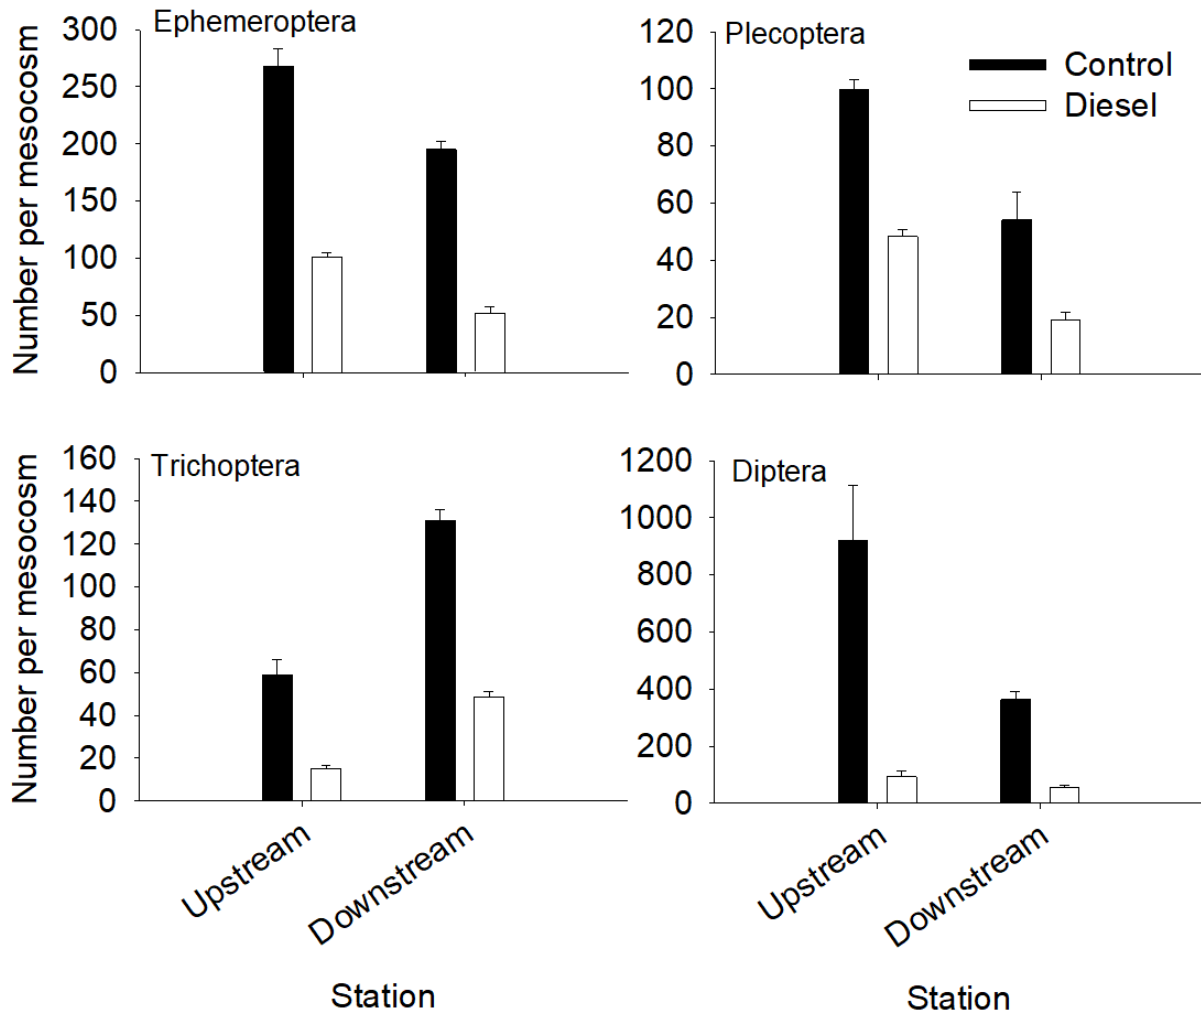 Ephemeroptera
Number per mesocosm
300
250
200
150
100
50
0
Plecoptera
Control
Diesel
120
100
80
60
40
20
0
Trichoptera
Number per mesocosm
160
140
120
100
80
60
40
20
0
Upstream
Downstream
Station
Diptera
1200
1000
800
600
400
200
0
Upstream
Downstream
Station